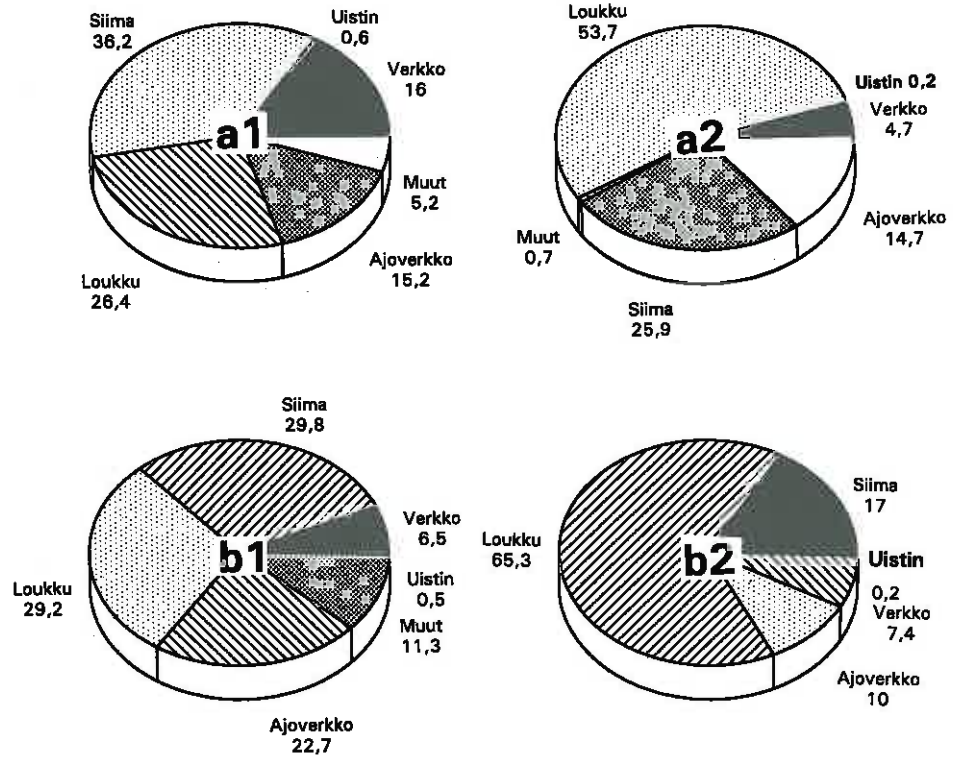 Siima
36,2
Uistin
0,6
Verkko
16
a1
Muut
5,2
Ajoverkko
15,2
Loukku
26,4
Loukku
53,7
Uistin 0,2
Verkko
4,7
a2
Ajoverkko
14,7
Muut
0,7
Siima
25,9
Siima
29,8
Verkko
6,5
b1
Uistin
0,5
Muut
11,3
Loukku
29,2
Ajoverkko
22,7
Siima
17
Loukku
65,3
b2
Uistin
0,2
Verkko
7,4
Ajoverkko
10